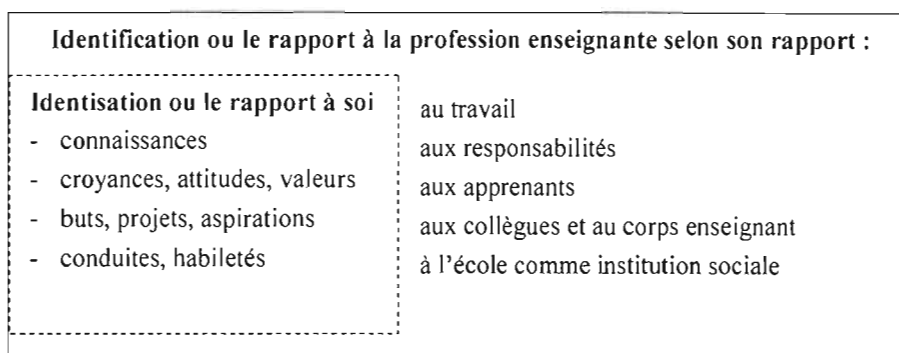 Identification ou le rapport à la profession enseignante selon son rapport :
Identisation ou le rapport à soi
- connaissances
- croyances, attitudes, valeurs
- buts, projets, aspirations
- conduites, habiletés
au travail
aux responsabilités
aux apprenants
aux collègues et au corps enseignant
à l'école comme institution sociale